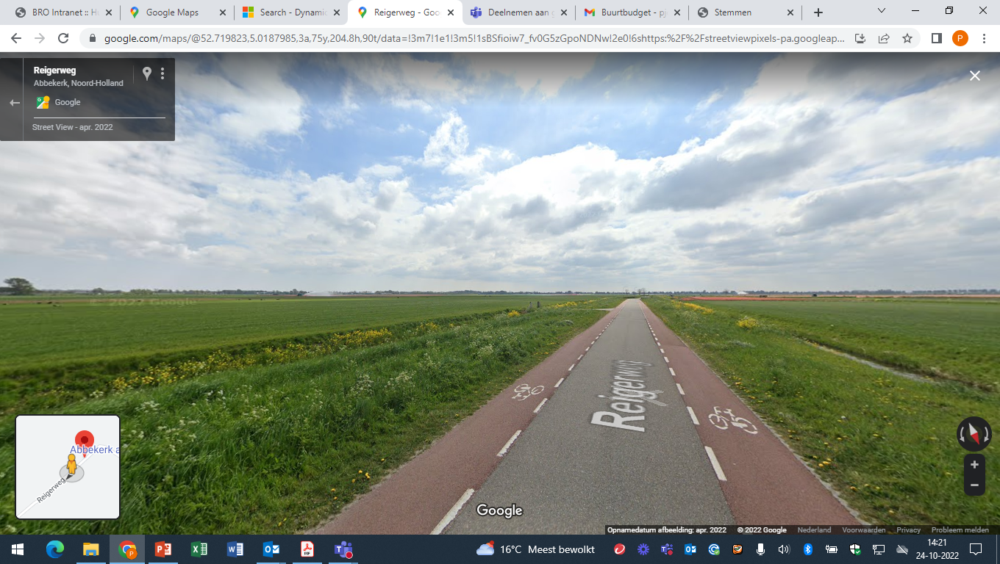 BRO Intranet :: H
Google Maps
Search - Dynamic
Reigerweg - Goo
Deelnemen aan g
Buurtbudget - pj
Stemmen
google.com/maps/@52.719823,5.0187985,3a,75y,204.8h,90t/data=!3m7!1e1!3m5!1sBSfioiw7_fv0G5zGpoNDNw!2e0!6shttps:%2F%2Fstreetviewpixels-pa.googleap...
P
Reigerweg
Abbekerk, Noord-Holland
Google
Street View - apr. 2022
© 2022 Google
Reigerweg
Abbekerk a
Reigerweg
Google
Opnamedatum afbeelding: apr. 2022 © 2022 Google Nederland Voorwaarden Privacy Probleem melden
16°C Meest bewolkt
14:21
24-10-2022